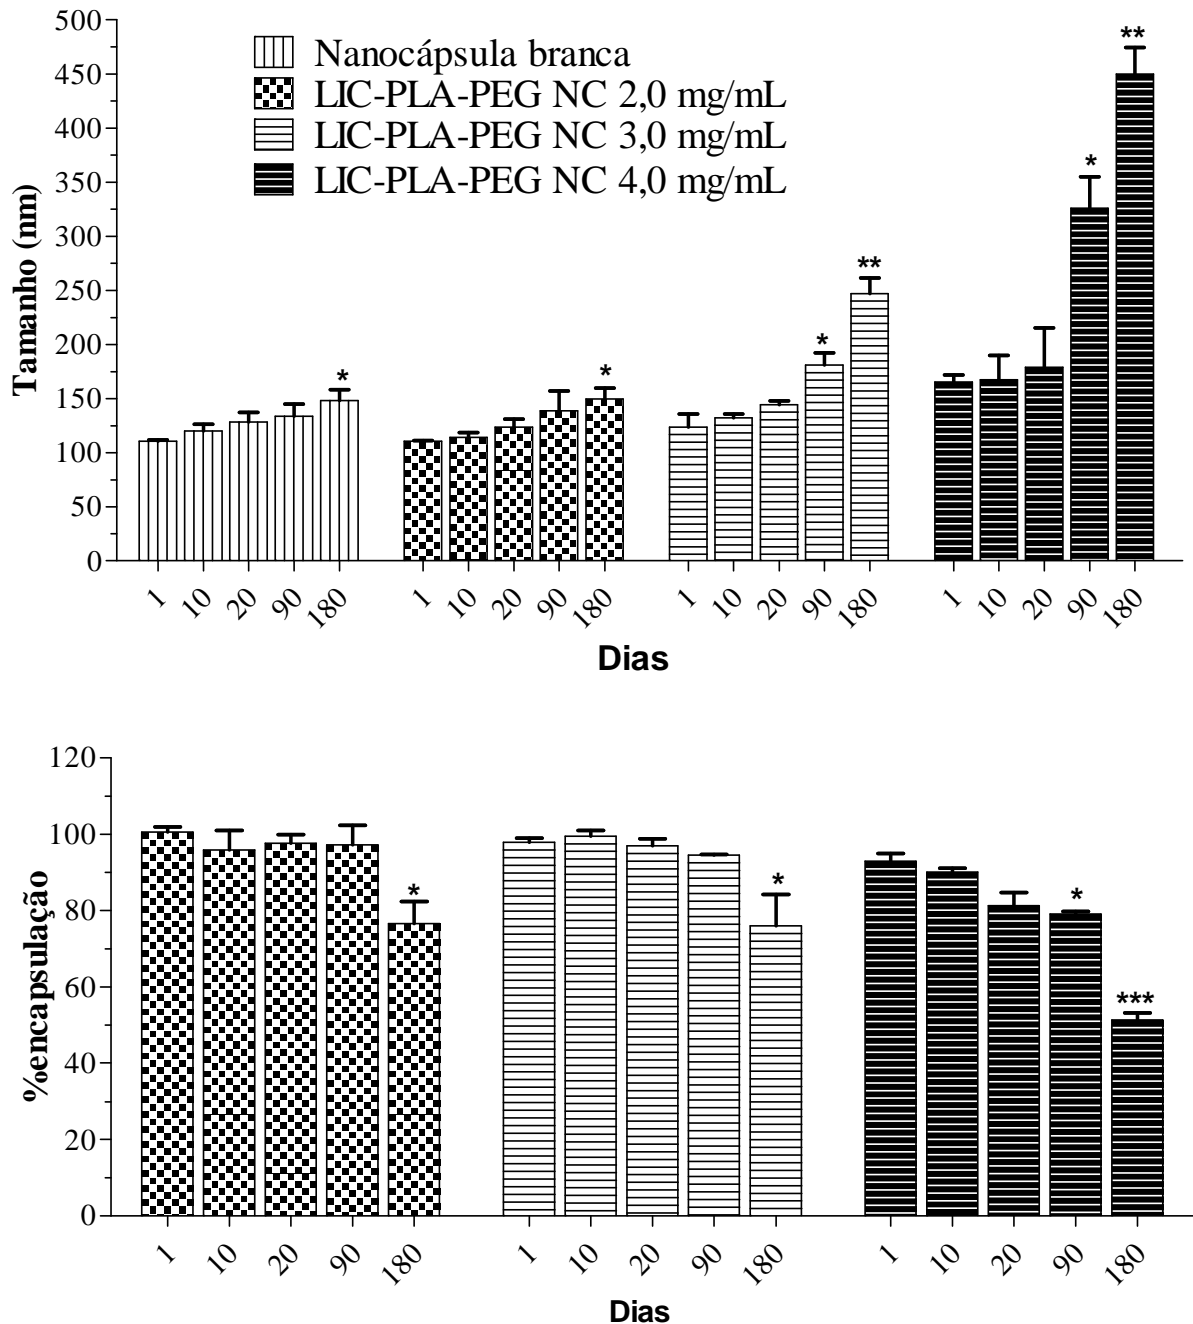 Tamanho (nm)
500
450
400
350
300
250
200
150
100
50
0
Nanocápsula branca
LIC-PLA-PEG NC 2,0 mg/mL
LIC-PLA-PEG NC 3,0 mg/mL
LIC-PLA-PEG NC 4,0 mg/mL
* * * ** * **
1 10 20 90 180 1 10 20 90 180 1 10 20 90 180 1 10 20 90 180
Dias
%encapsulação
120
100
80
60
40
20
0
* * * ***
1 10 20 90 180 1 10 20 90 180 1 10 20 90 180
Dias